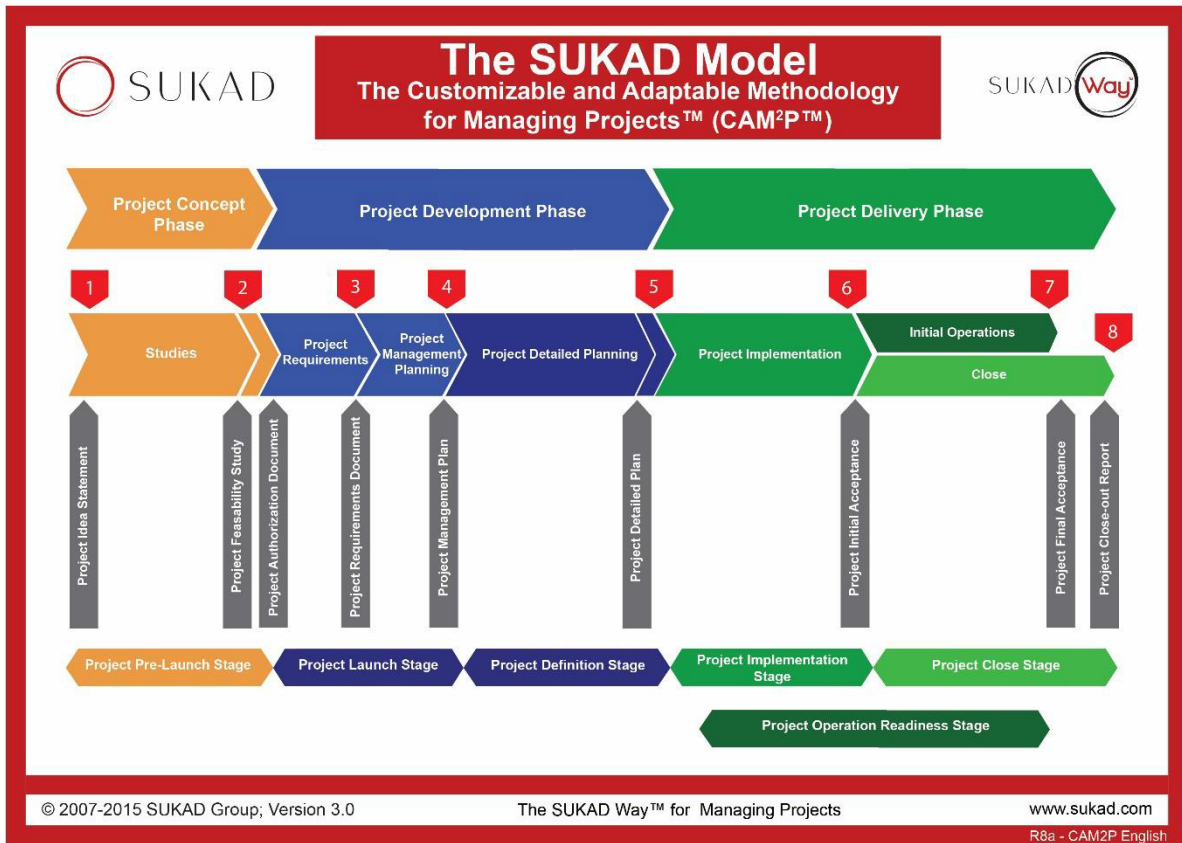 SUKAD
The SUKAD Model
The Customizable and Adaptable Methodology
for Managing Projects™ (CAM²P™)
SUKAD Way™
Project Concept
Phase
Project Development Phase
Project Delivery Phase
1
2
3
4
5
6
7
8
Studies
Project
Requirements
Project
Management
Planning
Project Detailed Planning
Project Implementation
Initial Operations
Close
Project Idea Statement
Project Feasability Study
Project Authorization Document
Project Requirements Document
Project Management Plan
Project Detailed Plan
Project Initial Acceptance
Project Final Acceptance
Project Close-out Report
Project Pre-Launch Stage
Project Launch Stage
Project Definition Stage
Project Implementation
Stage
Project Close Stage
Project Operation Readiness Stage
© 2007-2015 SUKAD Group; Version 3.0
The SUKAD Way™ for Managing Projects
www.sukad.com
R8a - CAM2P English